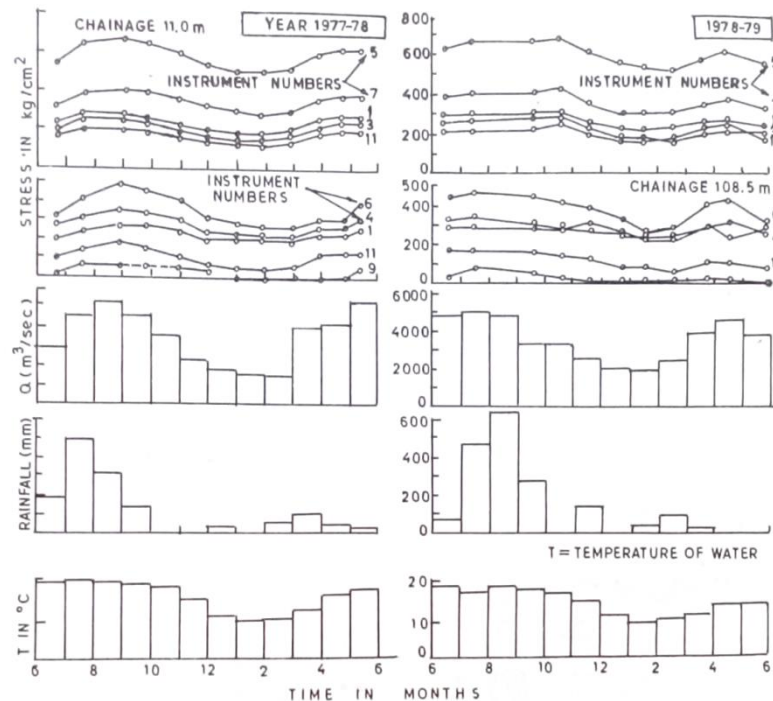 CHAINAGE 11.0 m
YEAR 1977-78
1978-79
STRESS IN kg/cm2
INSTRUMENT NUMBERS
5
7
1
3
11
800
600
400
200
0
INSTRUMENT NUMBERS
INSTRUMENT
NUMBERS
6
4
1
11
9
CHAINAGE 108.5 m
500
400
300
200
100
0
Q (m3/sec)
6000
4000
2000
0
RAINFALL (mm)
600
400
200
0
T = TEMPERATURE OF WATER
T IN °C
20
10
0
6 8 10 12 2 4 6
6 8 10 12 2 4 6
TIME IN MONTHS